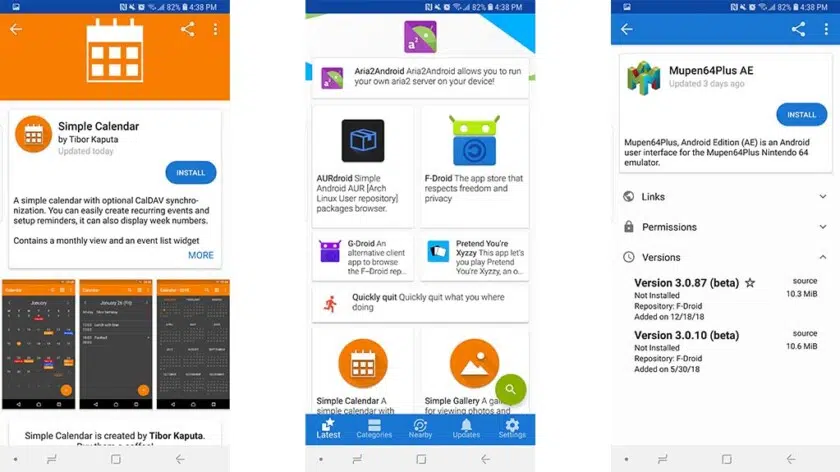 82% 4:38 PM
Simple Calendar
by Tibor Kaputa
Updated today
INSTALL
A simple calendar with optional CalDAV synchro-
nization. You can easily create recurring events and
setup reminders, it can also display week numbers.
Contains a monthly view and an event list widget
MORE
January
January 26 (Fri)
Simple Calendar is created by Tibor Kaputa.
82% 4:38 PM
a²
Aria2Android Aria2Android allows you to run
your own aria2 server on your device!
AURdroid Simple
Android AUR [Arch
Linux User repository]
packages browser.
F-Droid The app store that
respects freedom and
privacy
G-Droid An
alternative client
app to browse
the F–Droid rep...
Pretend You're
Xyzzy This app let's
you play Pretend
You're Xyzzy, an o...
Quickly quit Quickly quit what you where
doing
Simple Calendar A
simple calendar with
Simple Gallery A gallery
for viewing photos and
Latest
Categories
Nearby
Updates
Settings
82% 4:38 PM
Mupen64Plus AE
Updated 3 days ago
INSTALL
Mupen64Plus, Android Edition (AE) is an Android
user interface for the Mupen64Plus Nintendo 64
emulator.
Links
Permissions
Versions
Version 3.0.87 (beta) source
Not Installed 10.3 MiB
Repository: F-Droid
Added on 12/18/18
Version 3.0.10 (beta) source
Not Installed 10.6 MiB
Repository: F-Droid
Added on 5/30/18